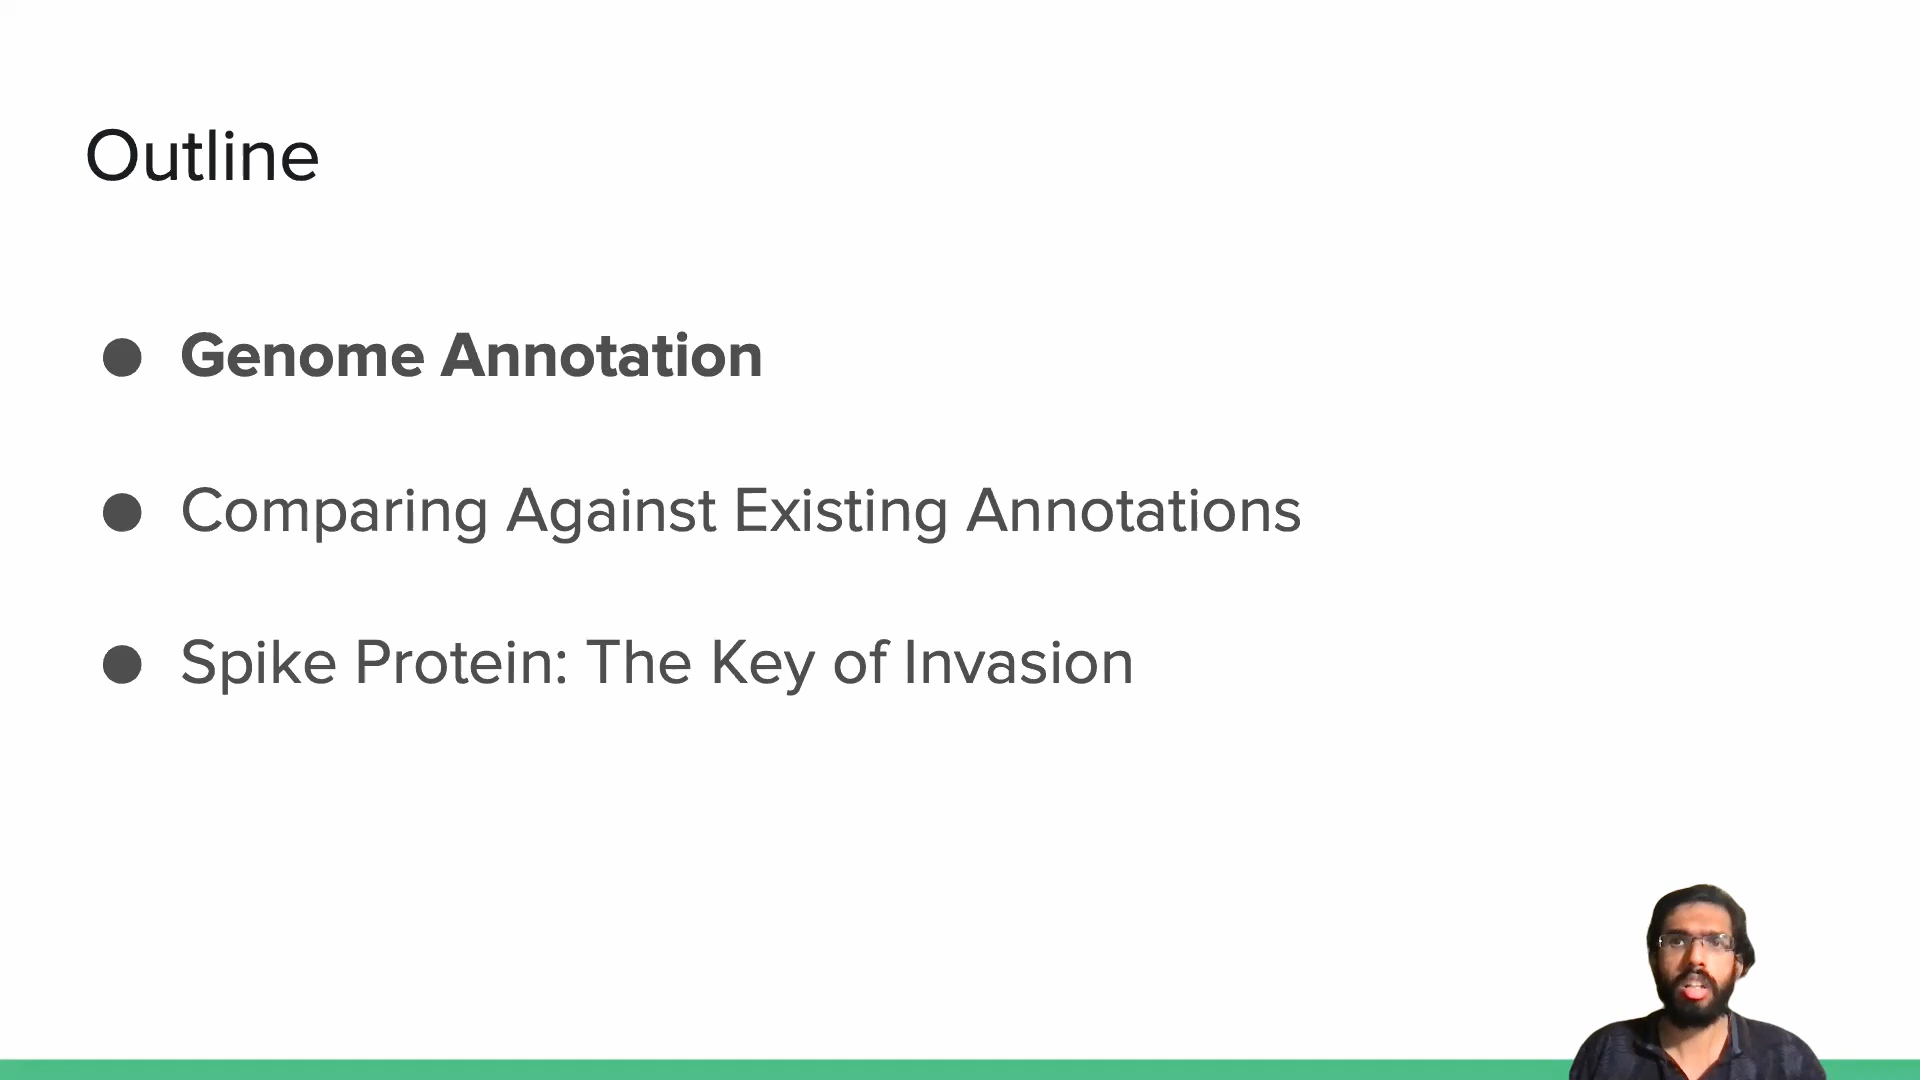 Outline
● Genome Annotation
● Comparing Against Existing Annotations
● Spike Protein: The Key of Invasion